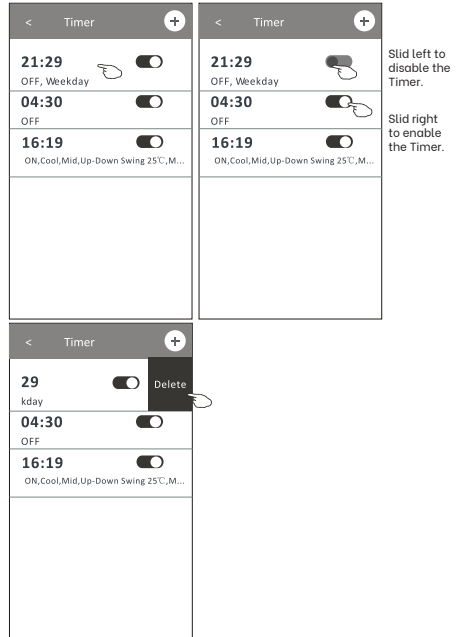 < Timer +
21:29
OFF, Weekday
04:30
OFF
16:19
ON,Cool,Mid,Up-Down Swing 25℃,M...
< Timer +
21:29
OFF, Weekday
04:30
OFF
16:19
ON,Cool,Mid,Up-Down Swing 25℃,M...
Slid left to
disable the
Timer.
Slid right
to enable
the Timer.
< Timer +
29
Delete
kday
04:30
OFF
16:19
ON,Cool,Mid,Up-Down Swing 25℃,M...